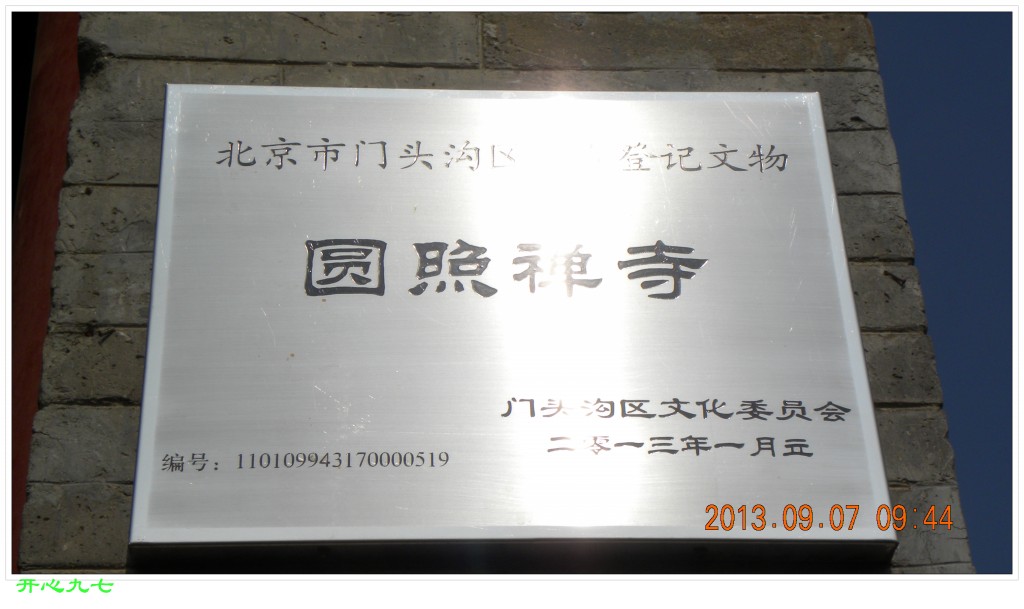 北京市门头沟区 登记文物
圆照禅寺
门头沟区文化委员会
二零一三年一月立
编号：110109943170000519
2013.09.07 09:44
开心九七